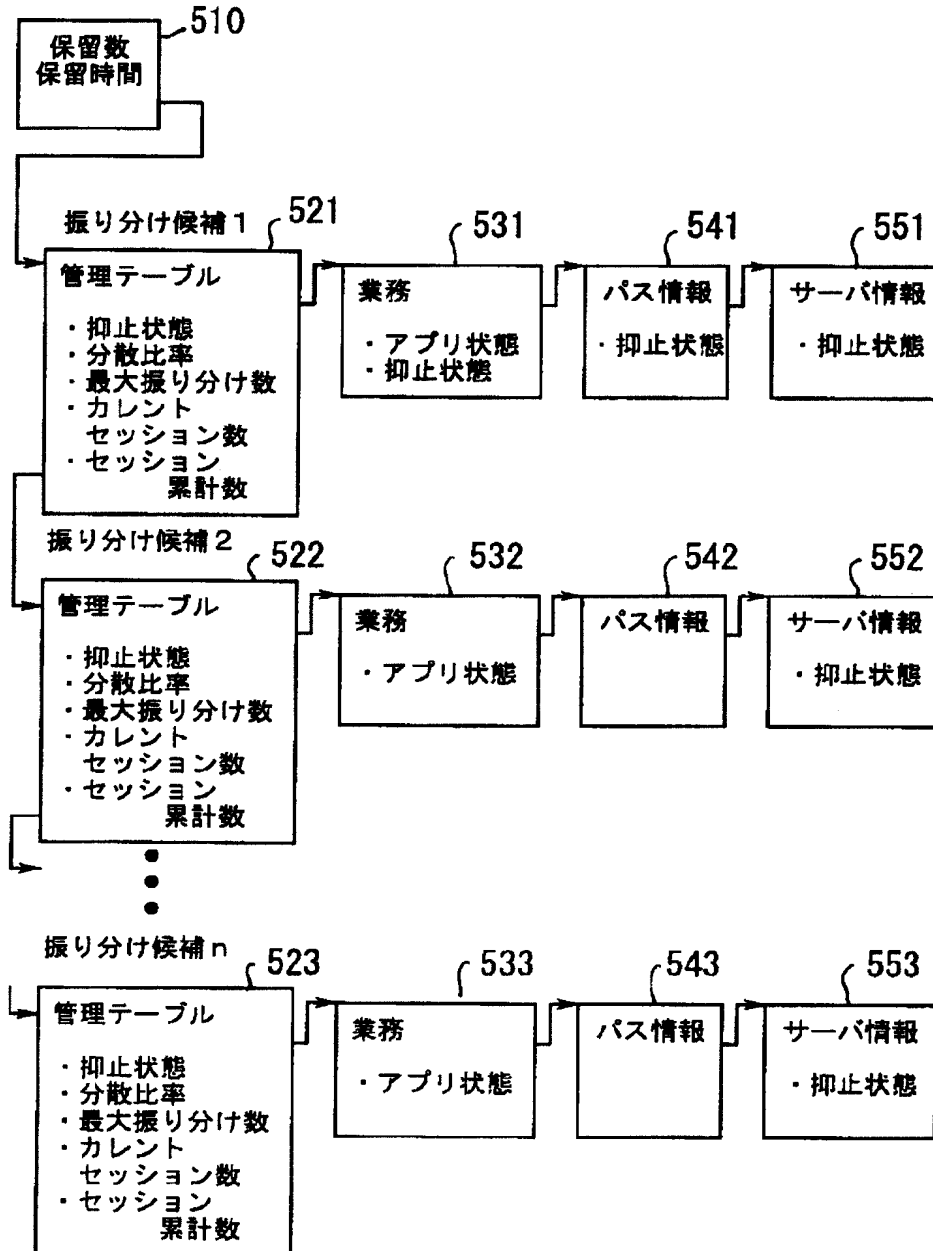 510
保留数
保留時間
振り分け候補1
521
管理テーブル
・抑止状態
・分散比率
・最大振り分け数
・カレント
セッション数
・セッション
累計数
531
業務
・アプリ状態
・抑止状態
541
パス情報
・抑止状態
551
サーバ情報
・抑止状態
振り分け候補2
522
管理テーブル
・抑止状態
・分散比率
・最大振り分け数
・カレント
セッション数
・セッション
累計数
532
業務
・アプリ状態
542
パス情報
552
サーバ情報
・抑止状態
振り分け候補n
523
管理テーブル
・抑止状態
・分散比率
・最大振り分け数
・カレント
セッション数
・セッション
累計数
533
業務
・アプリ状態
543
パス情報
553
サーバ情報
・抑止状態